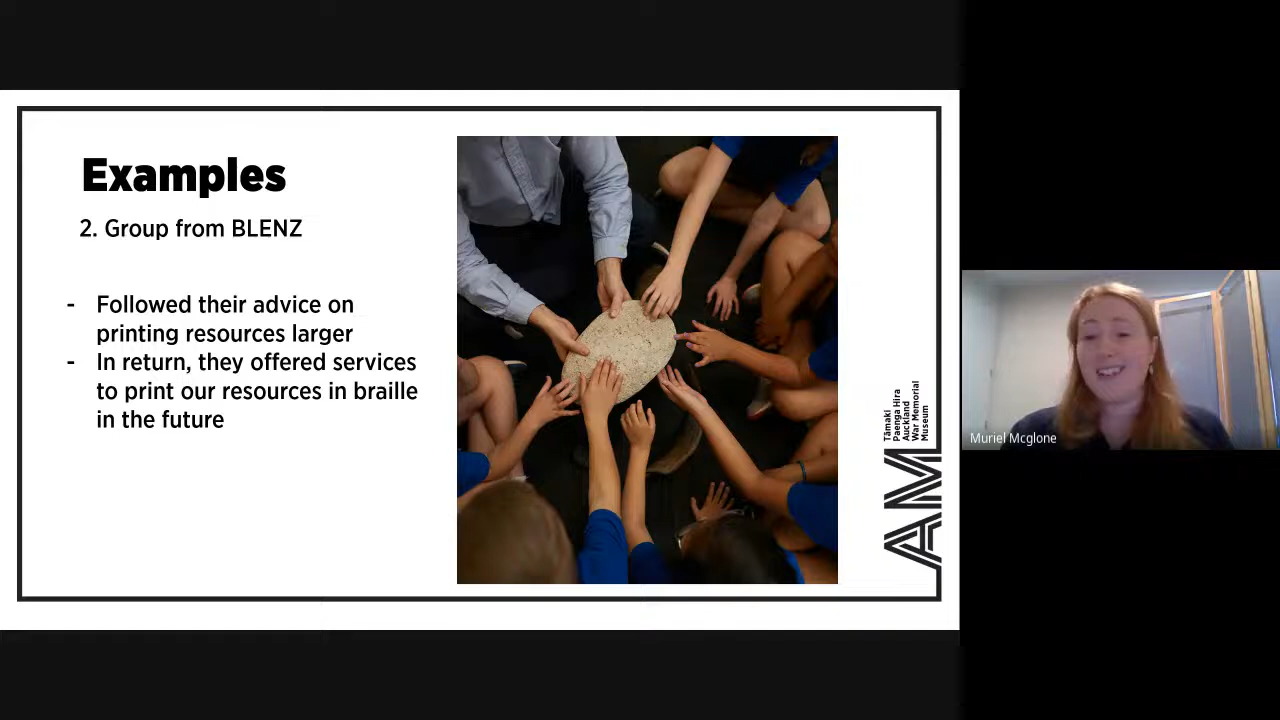 Examples
2. Group from BLENZ
- Followed their advice on
printing resources larger
- In return, they offered services
to print our resources in braille
in the future
Tāmaki
Paenga Hira
Auckland
War Memorial
Museum
AM
Muriel Mcglone